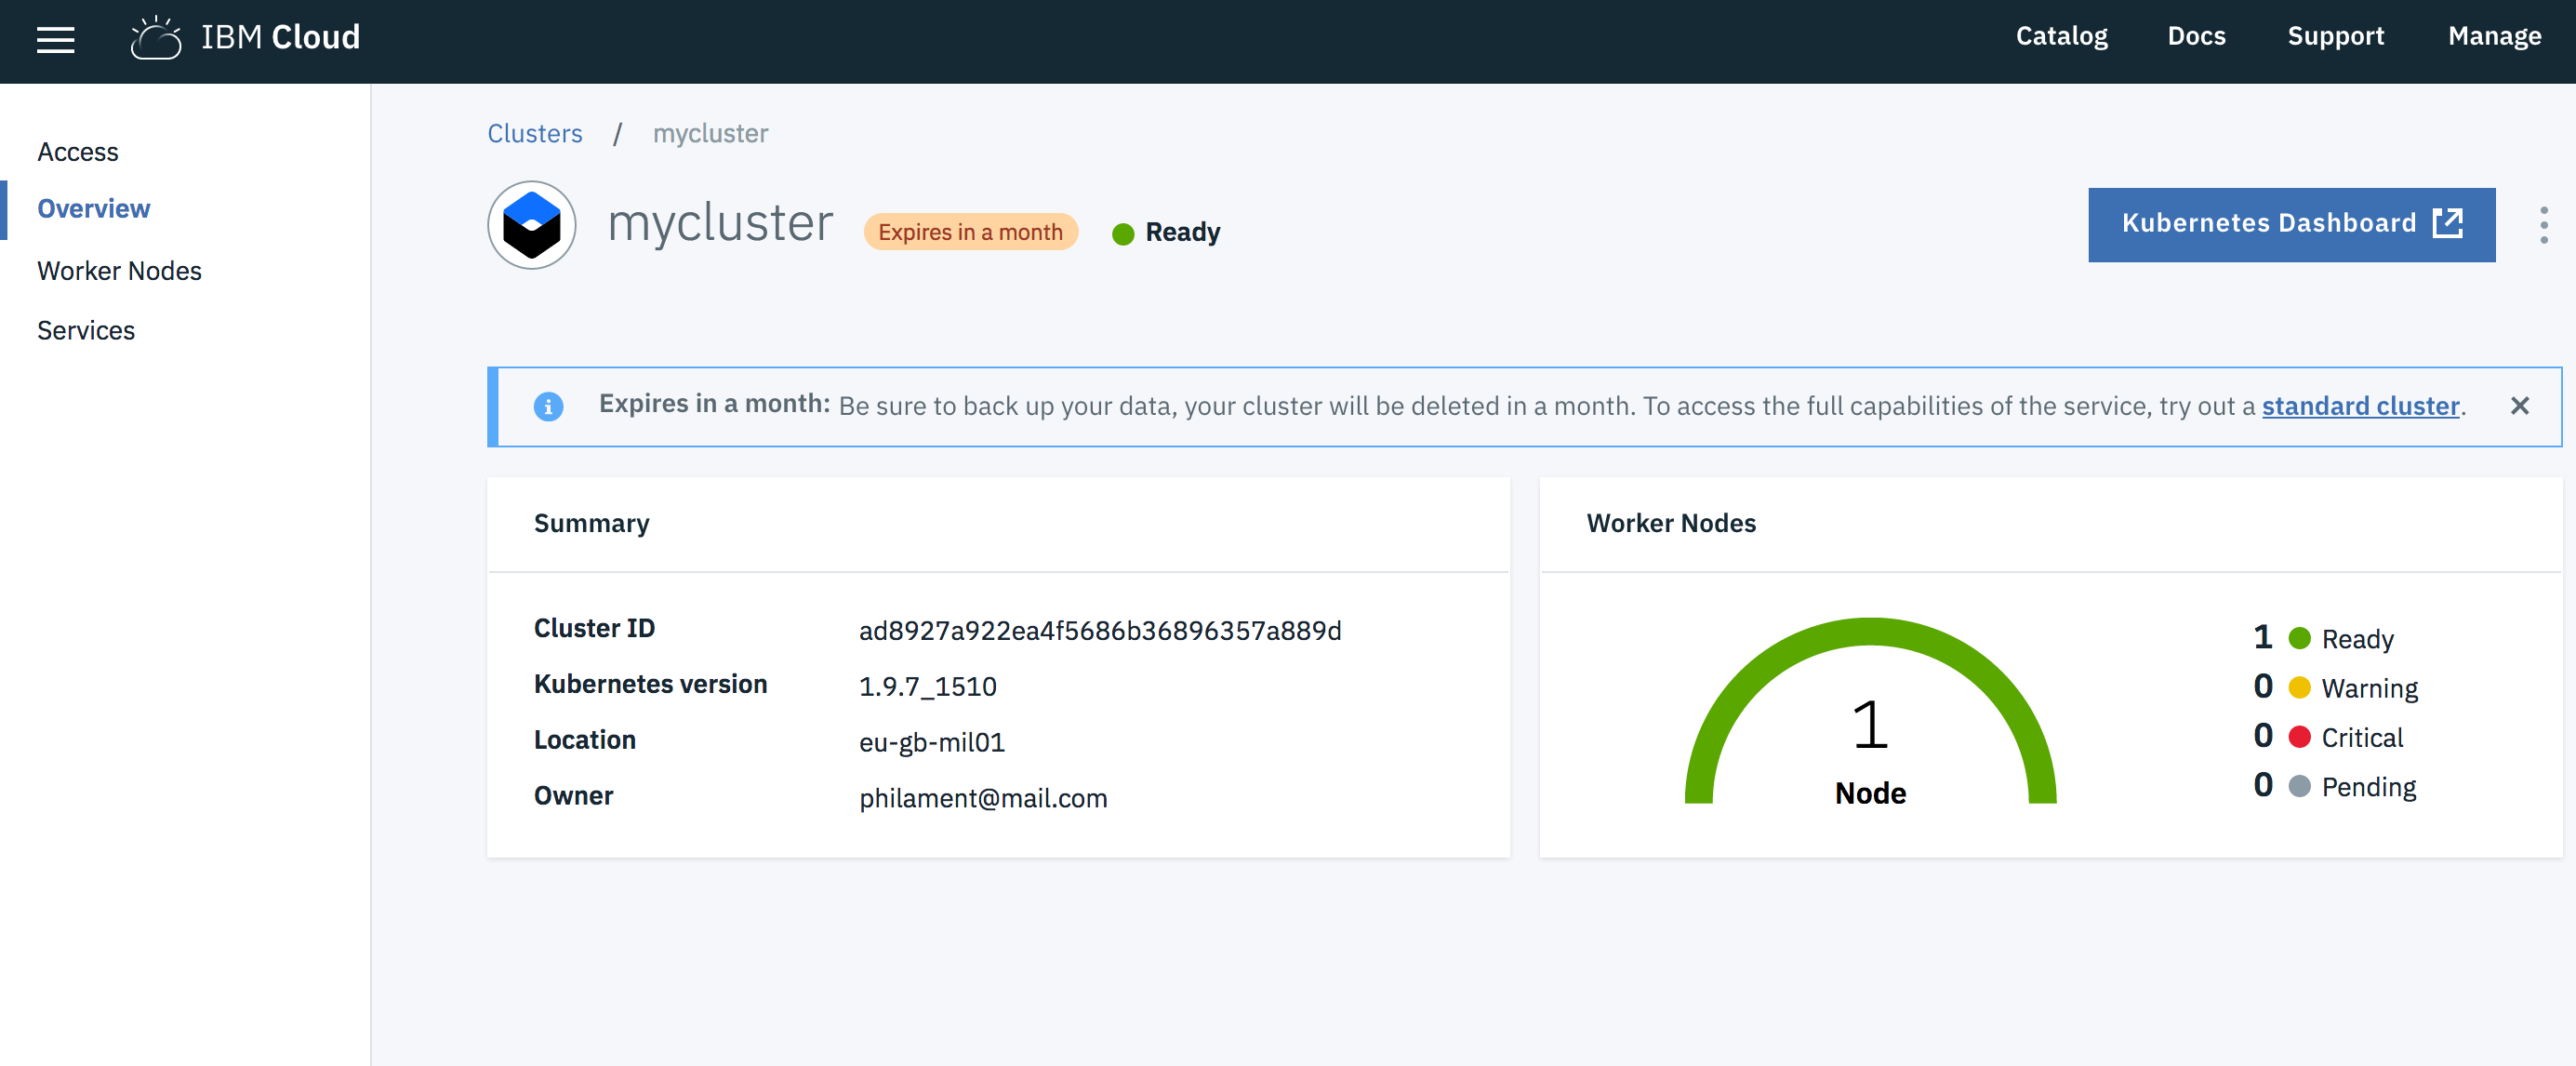 IBM Cloud
Catalog Docs Support Manage
Access
Overview
Worker Nodes
Services
Clusters / mycluster
mycluster Expires in a month Ready
Kubernetes Dashboard
Expires in a month: Be sure to back up your data, your cluster will be deleted in a month. To access the full capabilities of the service, try out a standard cluster.
Summary
Cluster ID ad8927a922ea4f5686b36896357a889d
Kubernetes version 1.9.7_1510
Location eu-gb-mil01
Owner philament@mail.com
Worker Nodes
1
Node
1 Ready
0 Warning
0 Critical
0 Pending